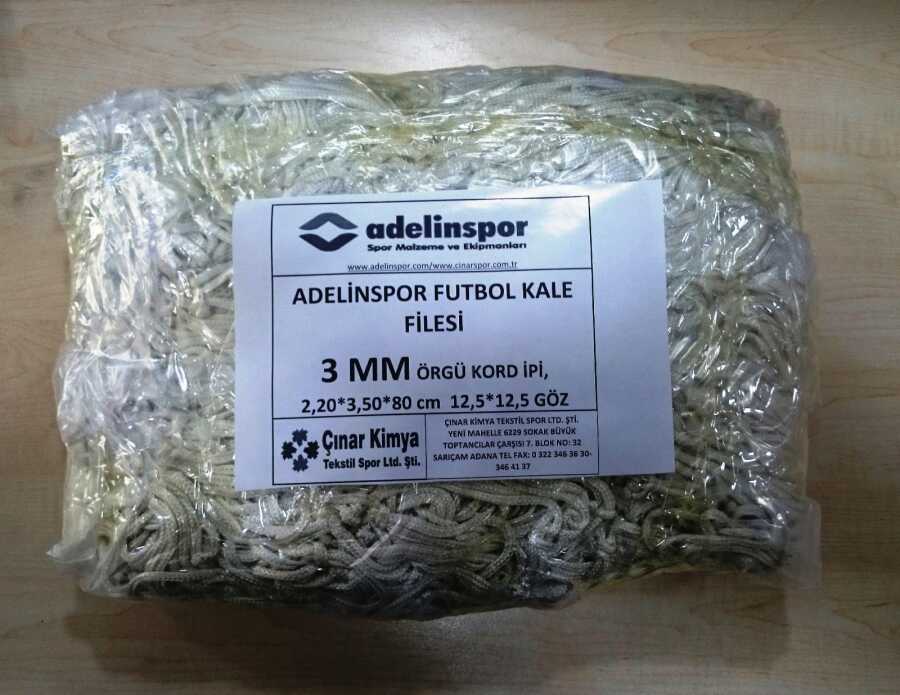 adelinspor
Spor Malzeme ve Ekipmanları
www.adelinspor.com/www.cinarspor.com.tr
ADELİNSPOR FUTBOL KALE
FİLESİ
3 MM ÖRGÜ KORD İPİ,
2,20*3,50*80 cm 12,5*12,5 GÖZ
Çınar Kimya
Tekstil Spor Ltd. Şti.
ÇINAR KİMYA TEKSTİL SPOR LTD. ŞTİ.
YENİ MAHELLE 6229 SOKAK BÜYÜK
TOPTANCILAR ÇARŞISI 7. BLOK NO: 32
SARIÇAM ADANA TEL FAX: 0 322 346 36 30-
346 41 37